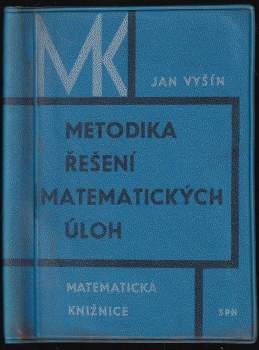 MK
JAN VYŠÍN
METODIKA
ŘEŠENÍ
MATEMATICKÝCH
ÚLOH
MATEMATICKÁ
KNIŽNICE
SPN